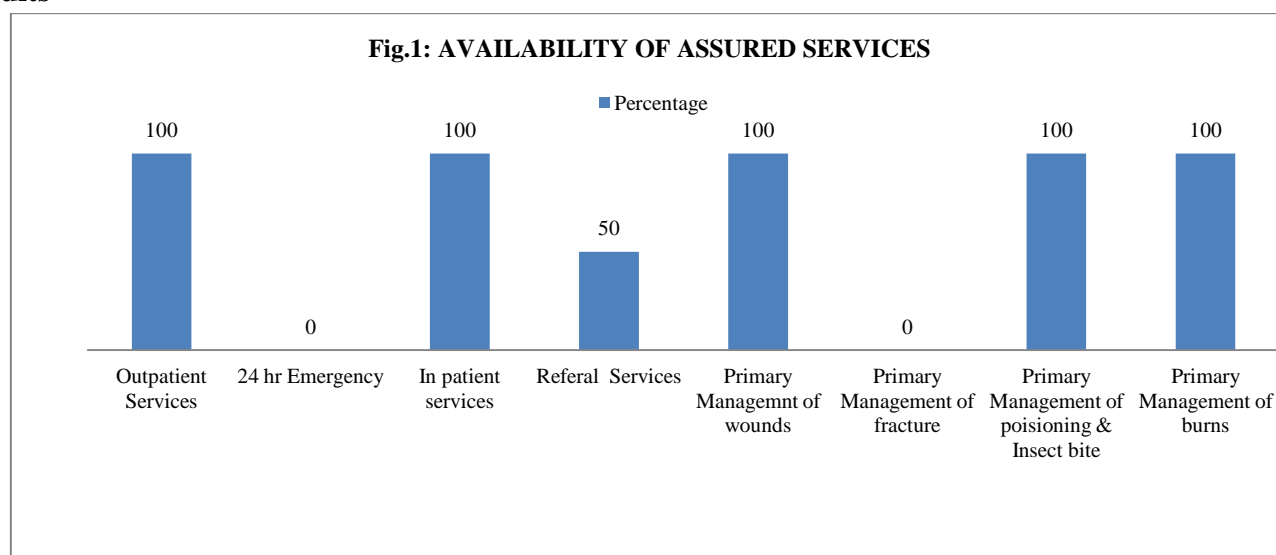 Fig.1: AVAILABILITY OF ASSURED SERVICES
Percentage
100
0
100
50
100
0
100
100
Outpatient
Services
24 hr Emergency
In patient
services
Referal Services
Primary
Managemnt of
wounds
Primary
Management of
fracture
Primary
Management of
poisioning &
Insect bite
Primary
Management of
burns